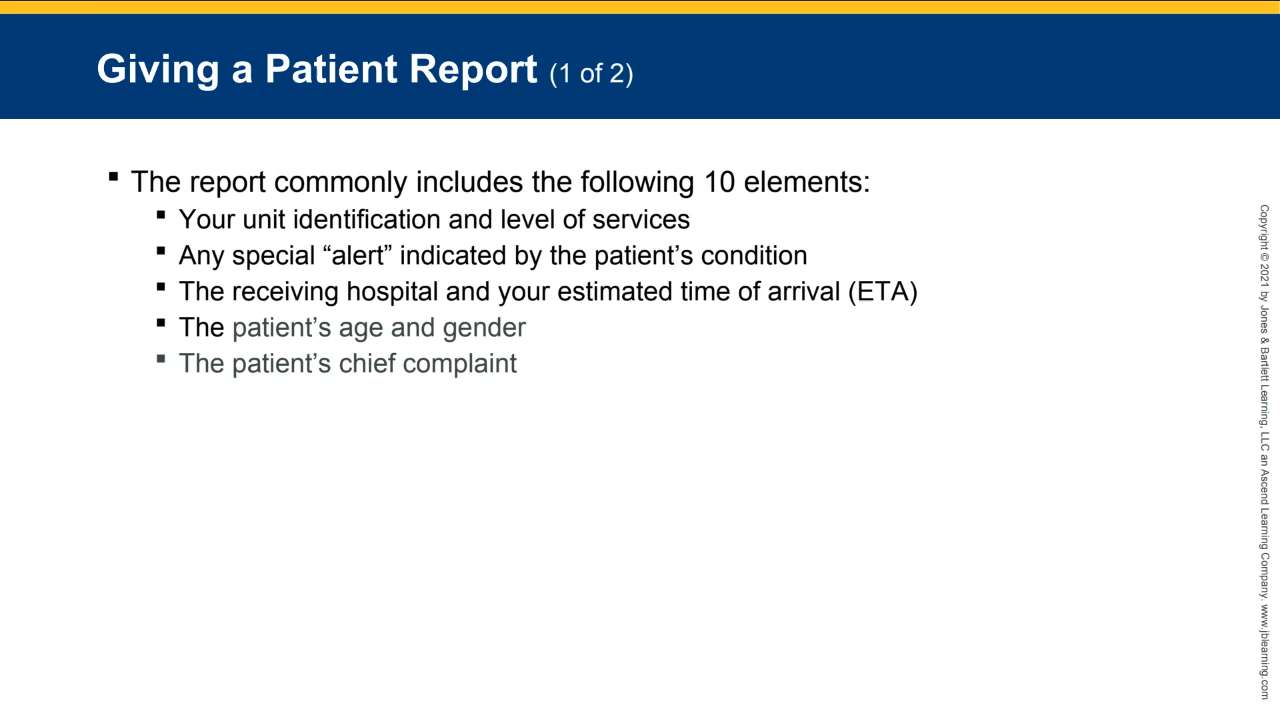 Giving a Patient Report (1 of 2)
▪ The report commonly includes the following 10 elements:
▪ Your unit identification and level of services
▪ Any special “alert” indicated by the patient’s condition
▪ The receiving hospital and your estimated time of arrival (ETA)
▪ The patient’s age and gender
▪ The patient’s chief complaint
Copyright © 2021 by Jones & Bartlett Learning, LLC an Ascend Learning Company. www.jblearning.com